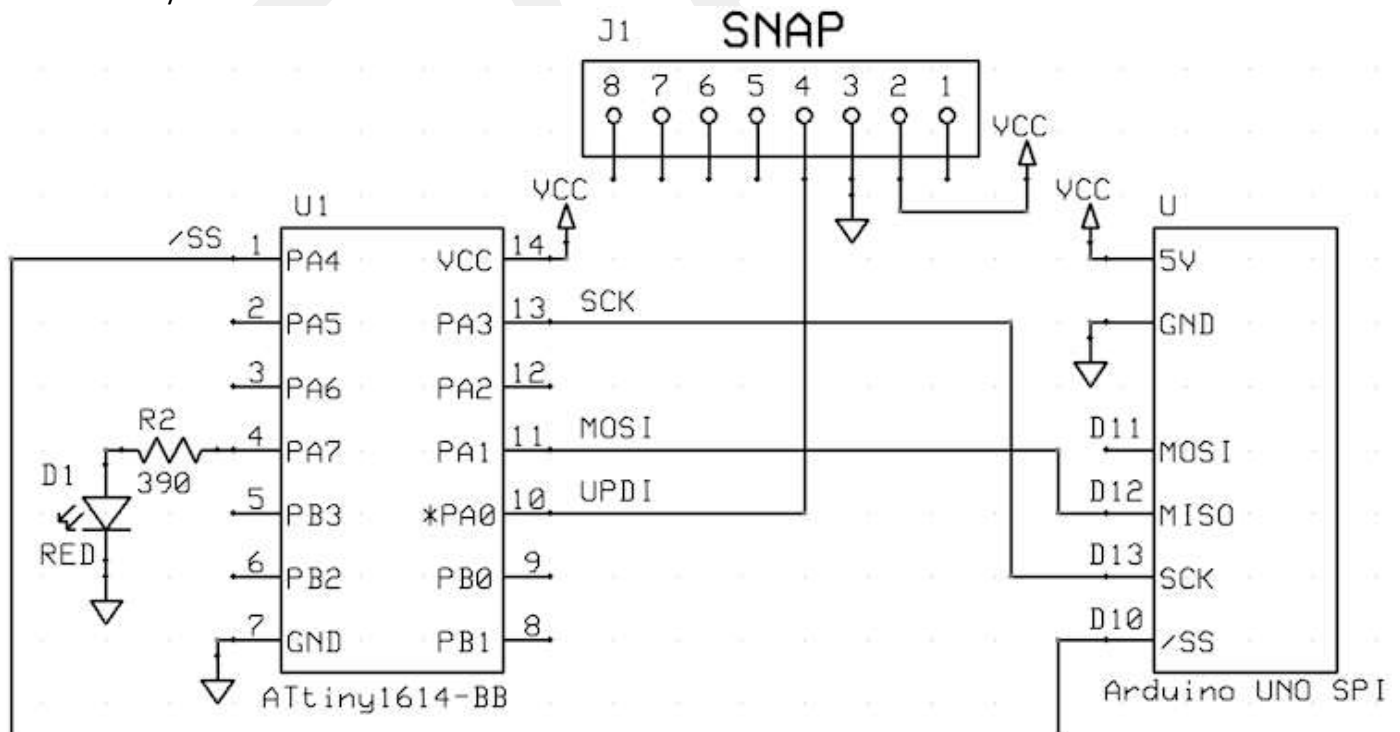 J1 SNAP
8 7 6 5 4 3 2 1
VCC
VCC
VCC
U1
U
/SS 1 PA4 VCC 14
5V
2 PA5 PA3 13 SCK
GND
3 PA6 PA2 12
R2
390
4 PA7 PA1 11 MOSI
D11 MOSI
D1
RED
5 PB3 *PA0 10 UPDI
D12 MISO
6 PB2 PB0 9
D13 SCK
7 GND PB1 8
D10 /SS
ATtiny1614-BB
Arduino UNO SPI